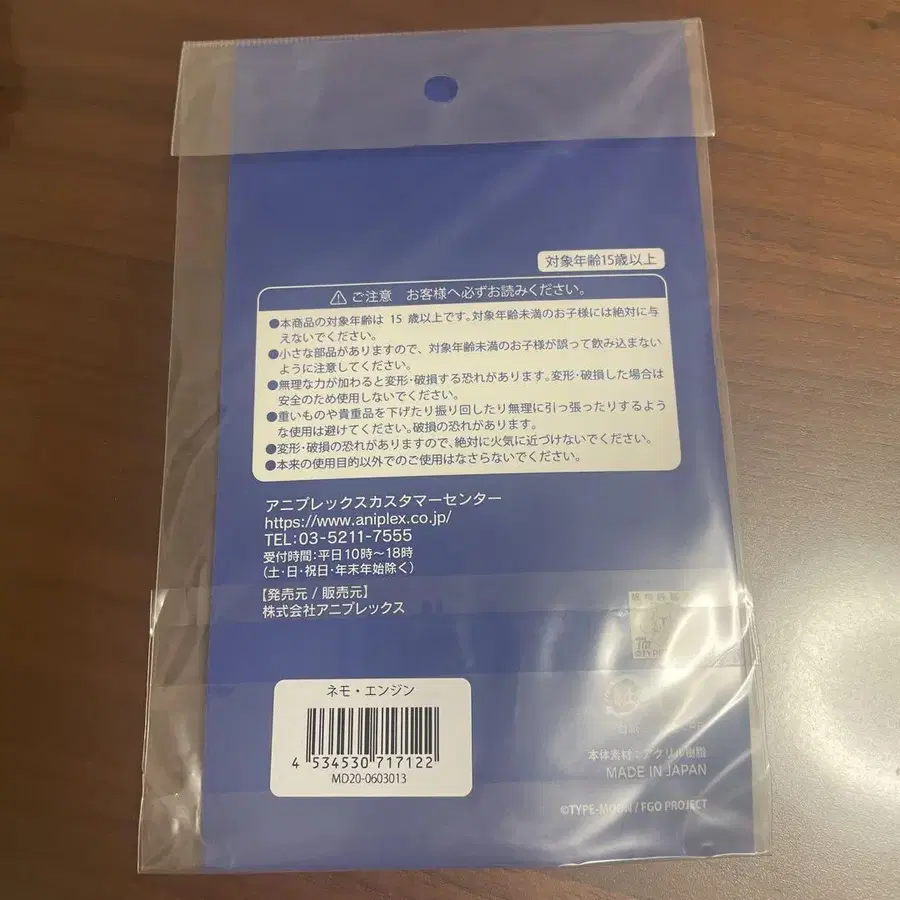 対象年齢15歳以上
⚠ご注意 お客様へ必ずお読みください。
●本商品の対象年齢は 15 歳以上です。対象年齢未満のお子様には絶対に与
えないでください。
●小さな部品がありますので、対象年齢未満のお子様が誤って飲み込まない
ように注意してください。
●無理な力が加わると変形・破損する恐れがあります。変形・破損した場合は
安全のため使用しないでください。
●重いものや貴重品を下げたり振り回したり無理に引っ張ったりするよう
な使用は避けてください。破損の恐れがあります。
●変形・破損の恐れがありますので、絶対に火気に近づけないでください。
●本来の使用目的以外でのご使用はなさらないでください。
アニプレックスカスタマーセンター
https://www.aniplex.co.jp/
TEL:03-5211-7555
受付時間:平日10時〜18時
(土・日・祝日・年末年始除く)
【発売元 / 販売元】
株式会社アニプレックス
ネモ・エンジン
4 534530 717122
MD20-0603013
本体素材:アクリル樹脂
MADE IN JAPAN
©TYPE-MOON / FGO PROJECT